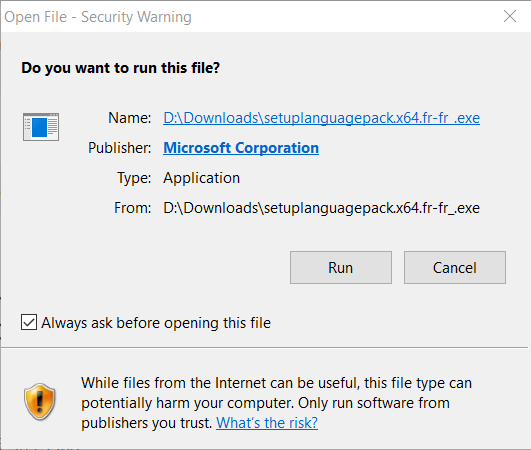 Open File - Security Warning
Do you want to run this file?
Name: D:\Downloads\setuplanguagepack.x64.fr-fr_.exe
Publisher: Microsoft Corporation
Type: Application
From: D:\Downloads\setuplanguagepack.x64.fr-fr_.exe
Run Cancel
Always ask before opening this file
While files from the Internet can be useful, this file type can
potentially harm your computer. Only run software from
publishers you trust. What's the risk?